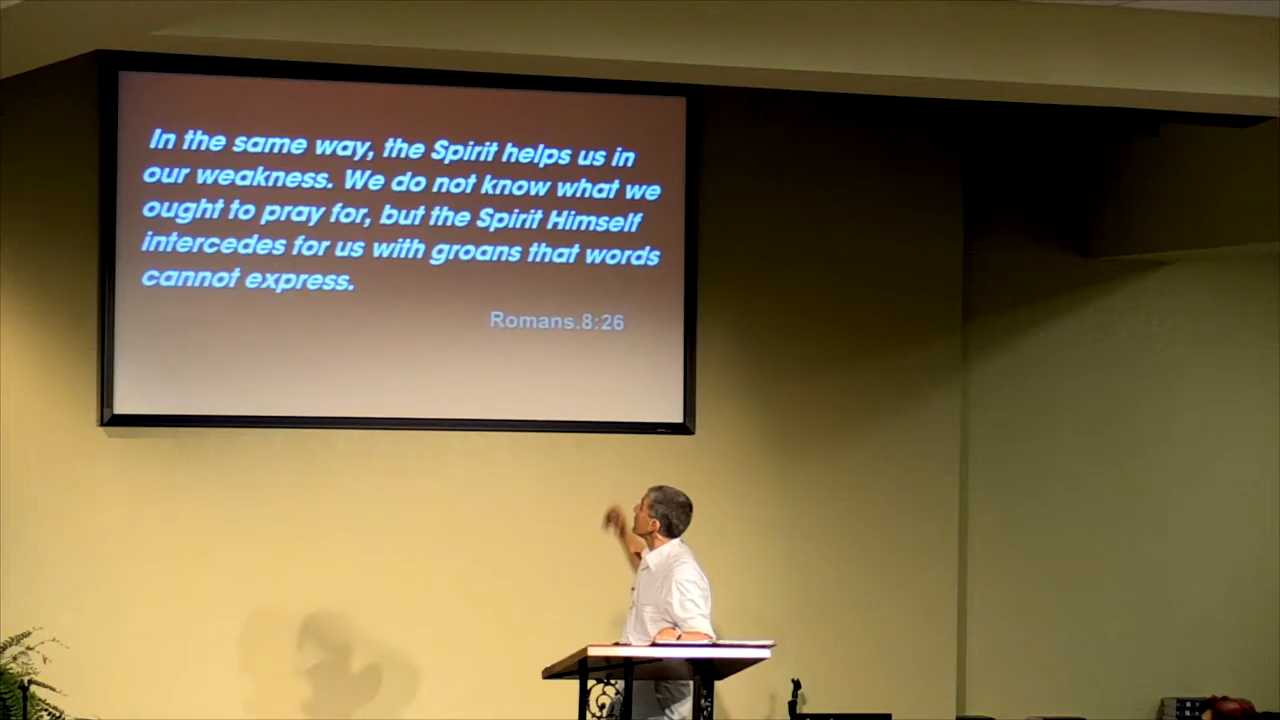 In the same way, the Spirit helps us in
our weakness. We do not know what we
ought to pray for, but the Spirit Himself
intercedes for us with groans that words
cannot express.
Romans.8:26